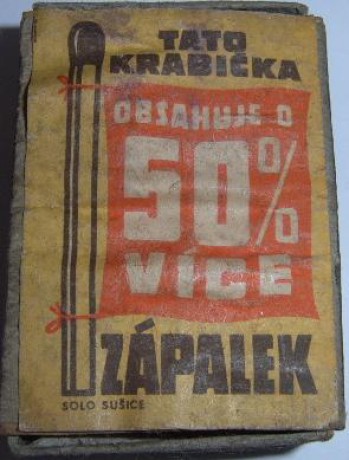 TATO
KRABIČKA
OBSAHUJE O
50%
VÍCE
ZÁPALEK
SOLO SUŠICE